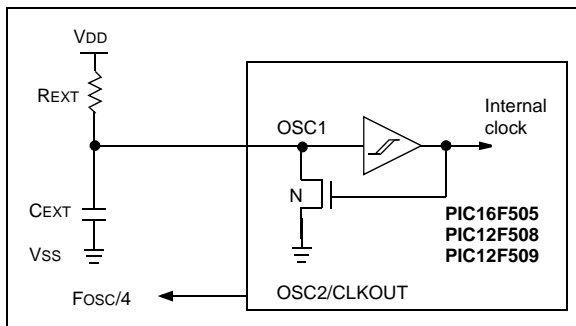 VDD
REXT
OSC1
Internal
clock
N
CEXT
PIC16F505
PIC12F508
PIC12F509
VSS
FOSC/4
OSC2/CLKOUT